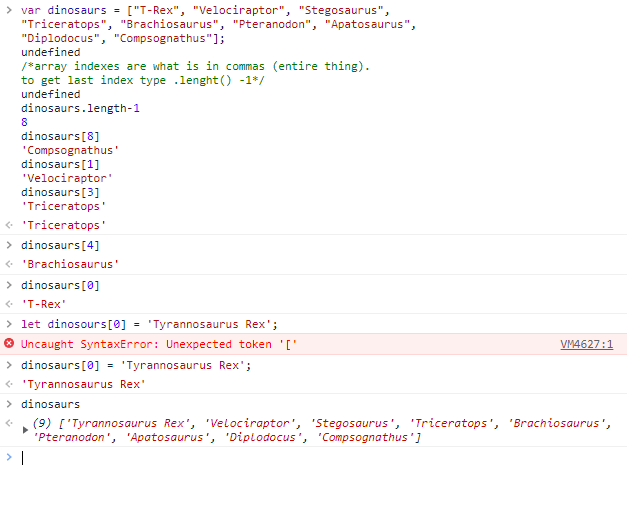 var dinosaurs = ["T-Rex", "Velociraptor", "Stegosaurus",
"Triceratops", "Brachiosaurus", "Pteranodon", "Apatosaurus",
"Diplodocus", "Compsognathus"];
undefined
/*array indexes are what is in commas (entire thing).
to get last index type .lenght() -1*/
undefined
dinosaurs.length-1
8
dinosaurs[8]
'Compsognathus'
dinosaurs[1]
'Velociraptor'
dinosaurs[3]
'Triceratops'
'Triceratops'
dinosaurs[4]
'Brachiosaurus'
dinosaurs[0]
'T-Rex'
let dinosours[0] = 'Tyrannosaurus Rex';
Uncaught SyntaxError: Unexpected token '[' VM4627:1
dinosaurs[0] = 'Tyrannosaurus Rex';
'Tyrannosaurus Rex'
dinosaurs
(9) ['Tyrannosaurus Rex', 'Velociraptor', 'Stegosaurus', 'Triceratops', 'Brachiosaurus',
'Pteranodon', 'Apatosaurus', 'Diplodocus', 'Compsognathus']